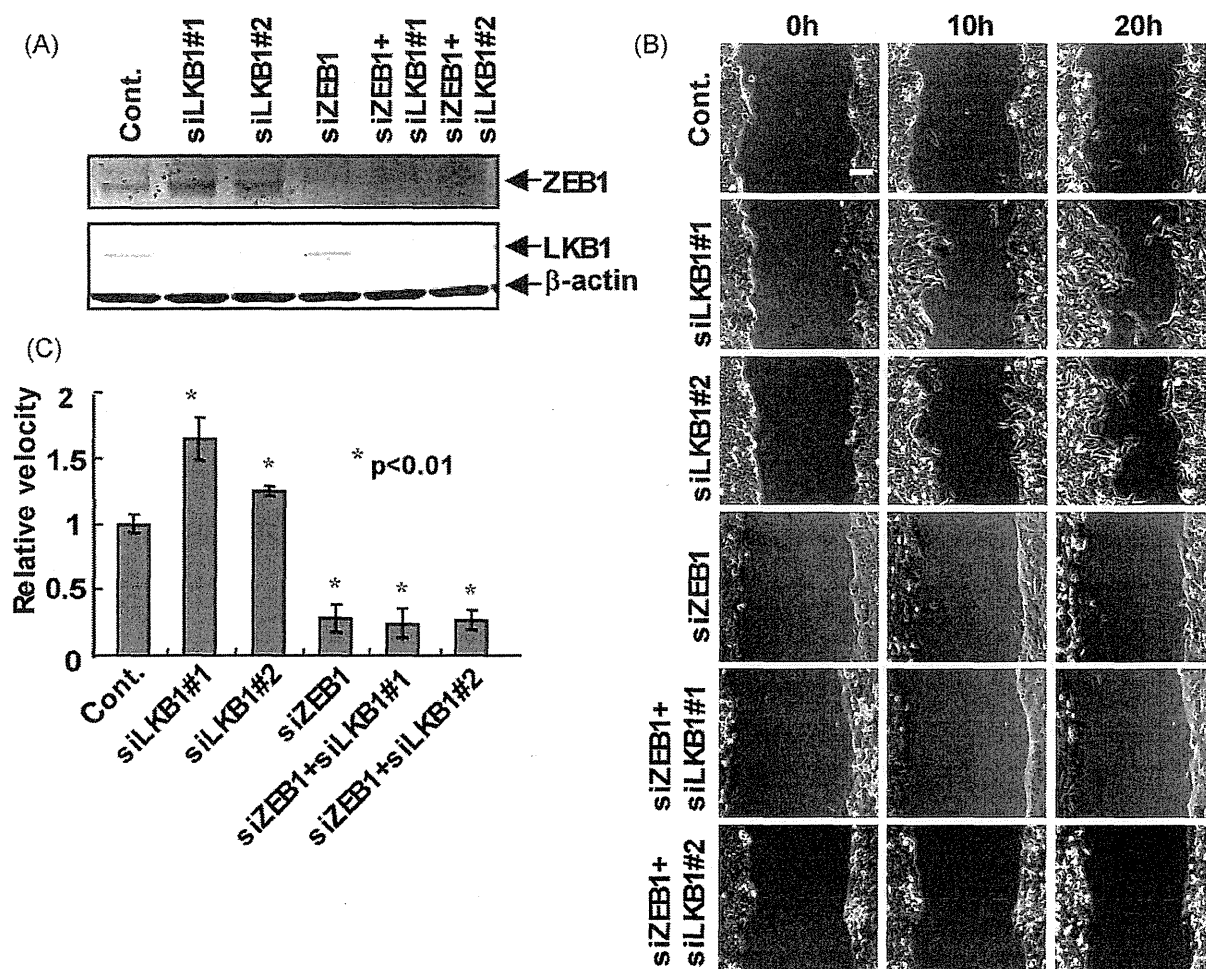 (A)
Cont.
siLKB1#1
siLKB1#2
siZEB1
siZEB1+
siLKB1#1
siZEB1+
siLKB1#2
ZEB1
LKB1
β-actin
(B)
0h
10h
20h
Cont.
siLKB1#1
siLKB1#2
siZEB1
siZEB1+
siLKB1#1
siZEB1+
siLKB1#2
(C)
Relative velocity
2
1.5
1
0.5
0
*
*
* p<0.01
*
*
*
Cont.
siLKB1#1
siLKB1#2
siZEB1
siZEB1+siLKB1#1
siZEB1+siLKB1#2